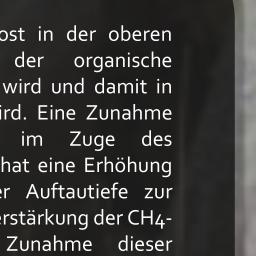 ost in der oberen
der organische
wird und damit in
ird. Eine Zunahme
im Zuge des
hat eine Erhöhung
er Auftautiefe zur
erstärkung der CH4-
Zunahme dieser